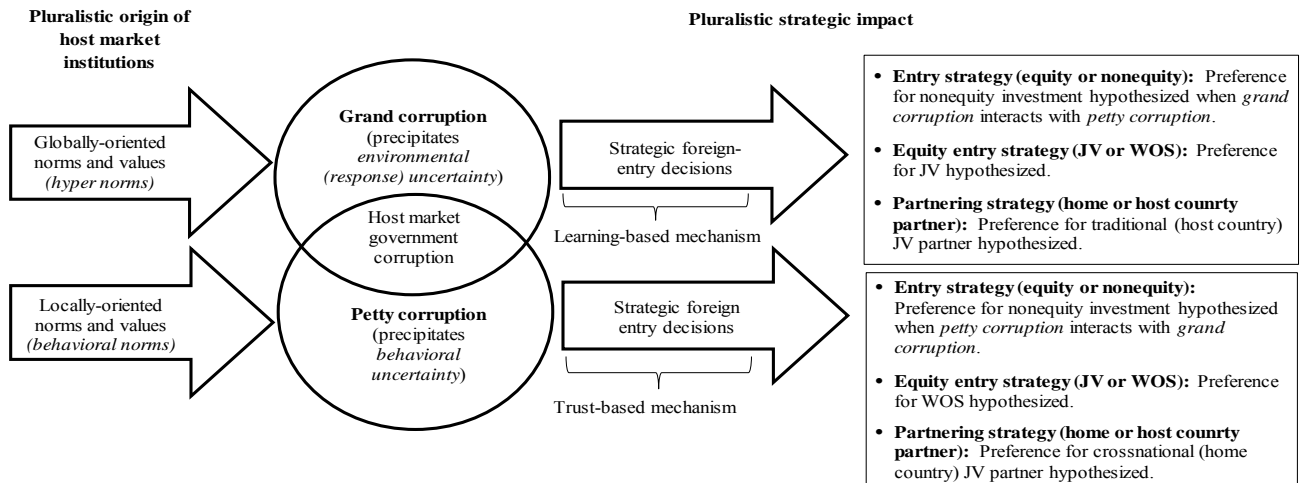 Pluralistic origin of
host market
institutions
Pluralistic strategic impact
Globally-oriented
norms and values
(hyper norms)
Grand corruption
(precipitates
environmental
(response) uncertainty)
Host market
government
corruption
Strategic foreign-
entry decisions
Learning-based mechanism
• Entry strategy (equity or nonequity): Preference
for nonequity investment hypothesized when grand
corruption interacts with petty corruption.
• Equity entry strategy (JV or WOS): Preference
for JV hypothesized.
• Partnering strategy (home or host counrty
partner): Preference for traditional (host country)
JV partner hypothesized.
Locally-oriented
norms and values
(behavioral norms)
Petty corruption
(precipitates
behavioral
uncertainty)
Strategic foreign
entry decisions
Trust-based mechanism
• Entry strategy (equity or nonequity):
Preference for nonequity investment hypothesized
when petty corruption interacts with grand
corruption.
• Equity entry strategy (JV or WOS): Preference
for WOS hypothesized.
• Partnering strategy (home or host counrty
partner): Preference for crossnational (home
country) JV partner hypothesized.